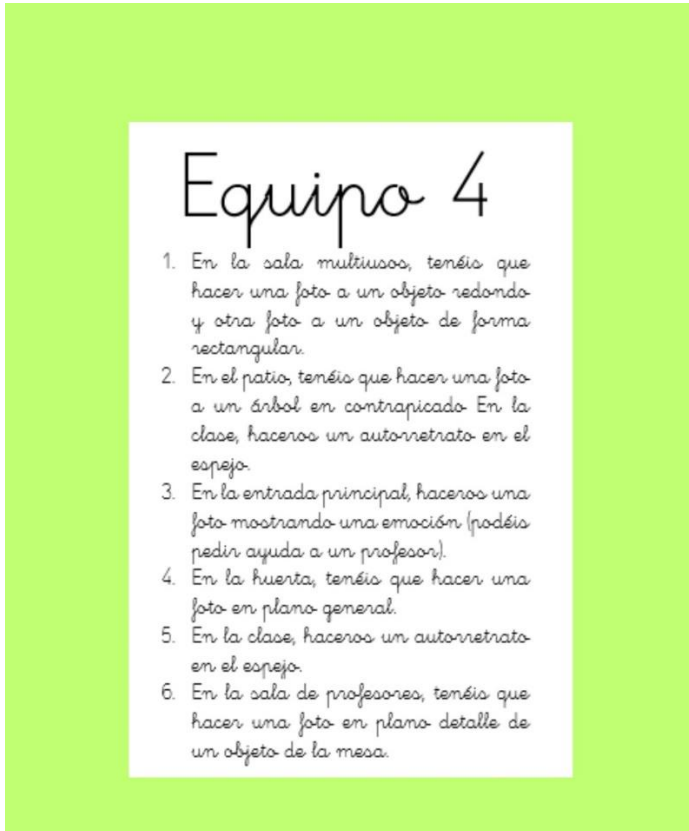 Equipo 4
1. En la sala multiusos, tenéis que
hacer una foto a un objeto redondo
y otra foto a un objeto de forma
rectangular.
2. En el patio, tenéis que hacer una foto
a un árbol en contrapicado En la
clase, haceros un autorretrato en el
espejo.
3. En la entrada principal, haceros una
foto mostrando una emoción (podéis
pedir ayuda a un profesor).
4. En la huerta, tenéis que hacer una
foto en plano general.
5. En la clase, haceros un autorretrato
en el espejo.
6. En la sala de profesores, tenéis que
hacer una foto en plano detalle de
un objeto de la mesa.